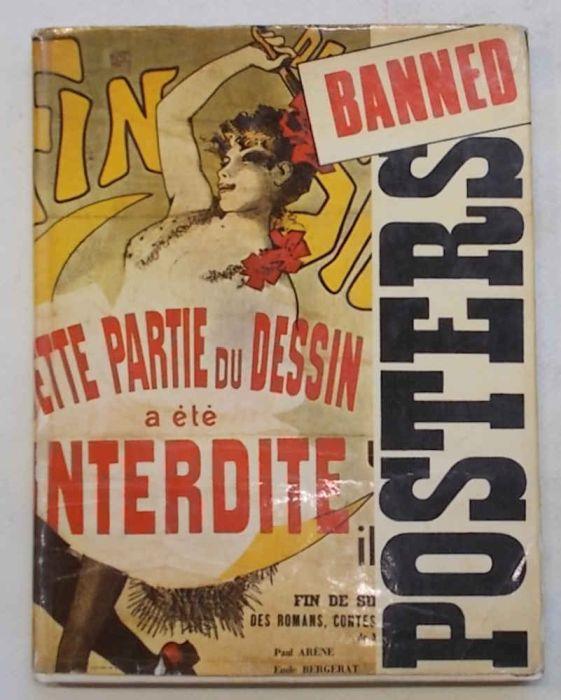 BANNED
POSTERS
FIN
ETTE PARTIE DU DESSIN
a été
NTERDITE
il
FIN DE SI
DES ROMANS, CONTES
Paul ARÈNE
Emile BERGERAT